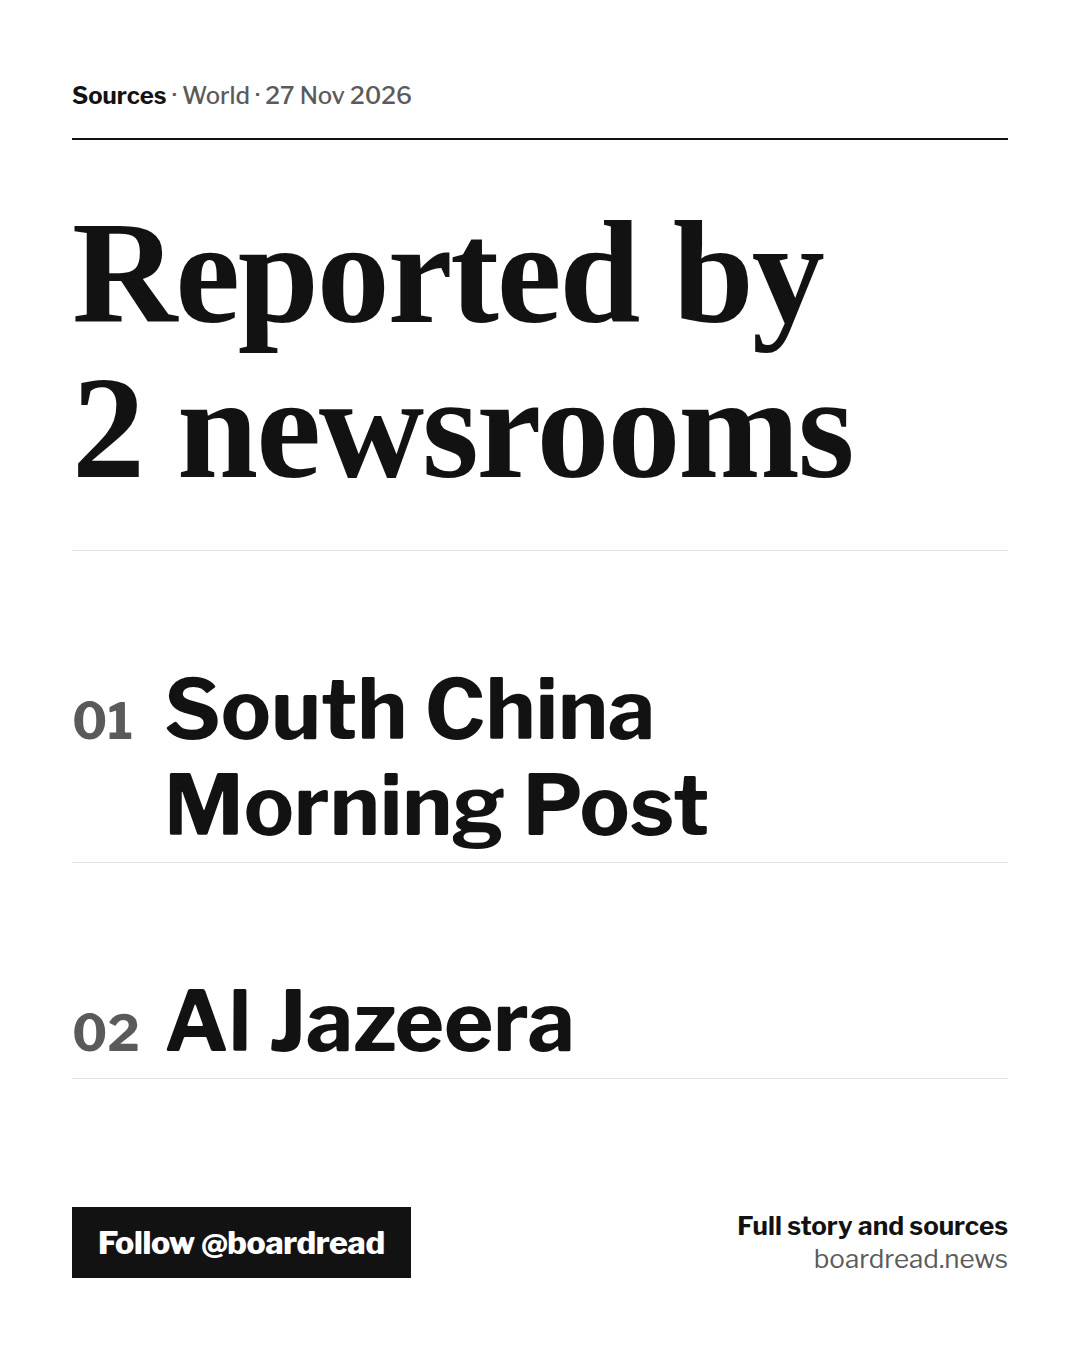 Sources · World · 27 Nov 2026
Reported by
2 newsrooms
01 South China
Morning Post
02 Al Jazeera
Follow @boardread
Full story and sources
boardread.news